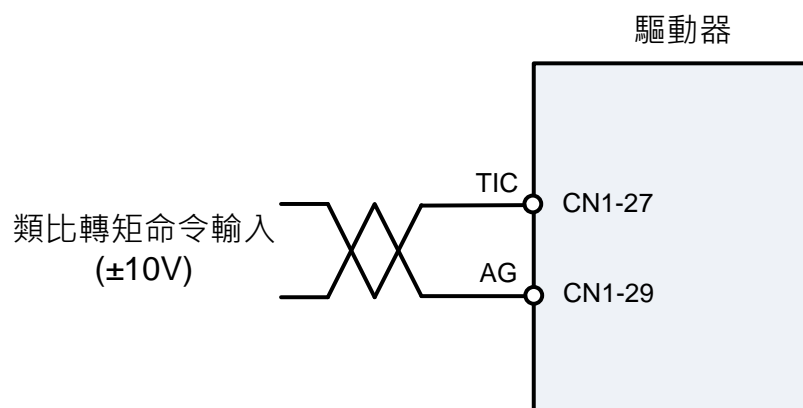 驅動器
TIC
CN1-27
類比轉矩命令輸入
(±10V)
AG
CN1-29